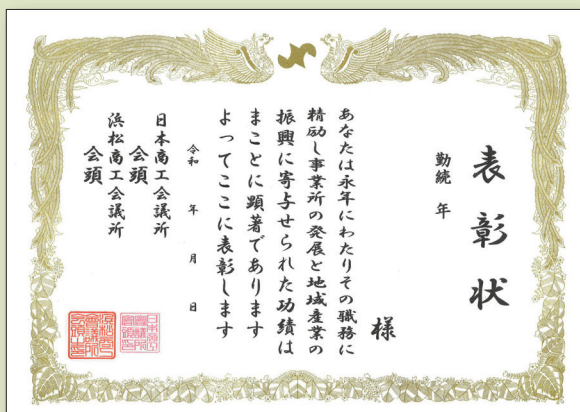 表彰状
勤続 年
様
あなたは永年にわたりその職務に
精励し事業所の発展と地域産業の
振興に寄与せられた功績は
まことに顕著であります
よってここに表彰します
令和 年 月 日
日本商工会議所
会頭
浜松商工会議所
会頭